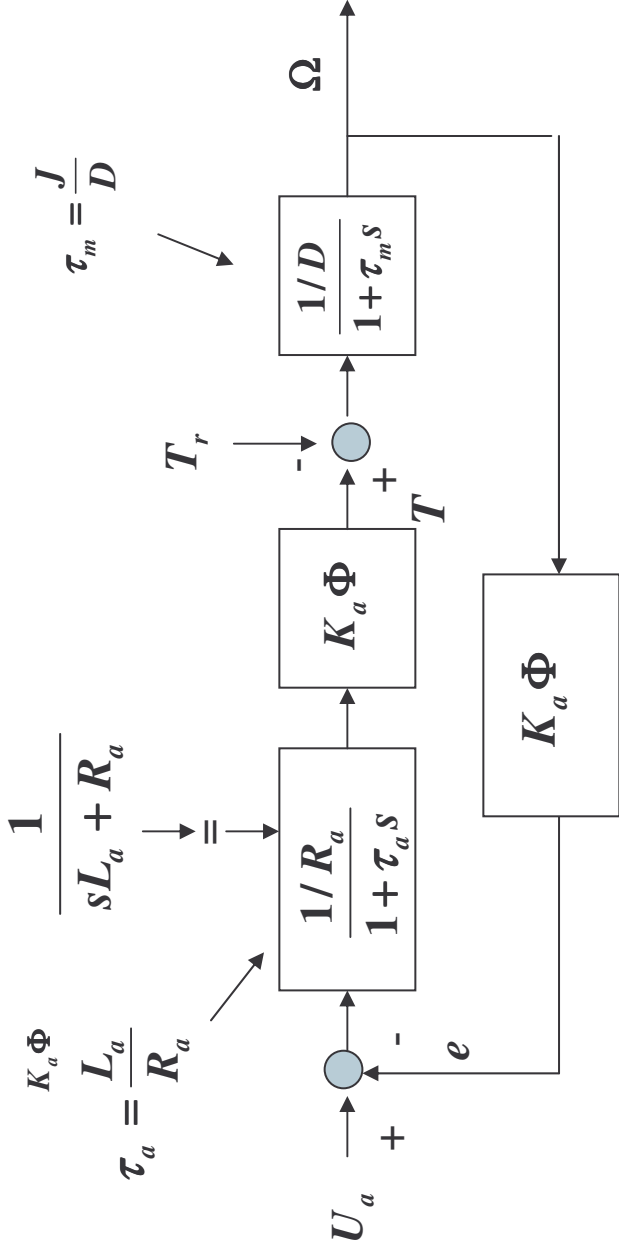 K_a Φ
τ_a = L_a / R_a
1 / (sL_a + R_a)
=
τ_m = J / D
U_a
+
-
e
(1 / R_a) / (1 + τ_a s)
K_a Φ
T
+
-
T_r
(1 / D) / (1 + τ_m s)
Ω
K_a Φ